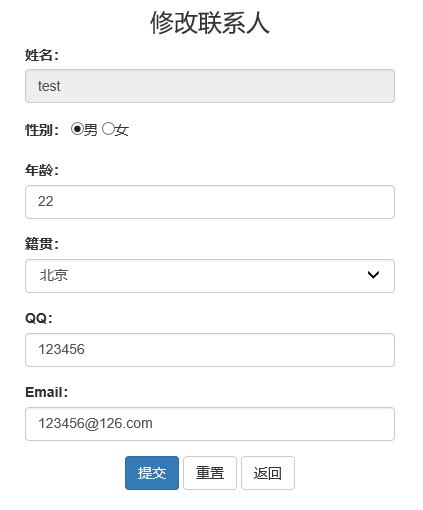 修改联系人
姓名：
test
性别： 男 女
年龄：
22
籍贯：
北京
QQ：
123456
Email：
123456@126.com
提交 重置 返回